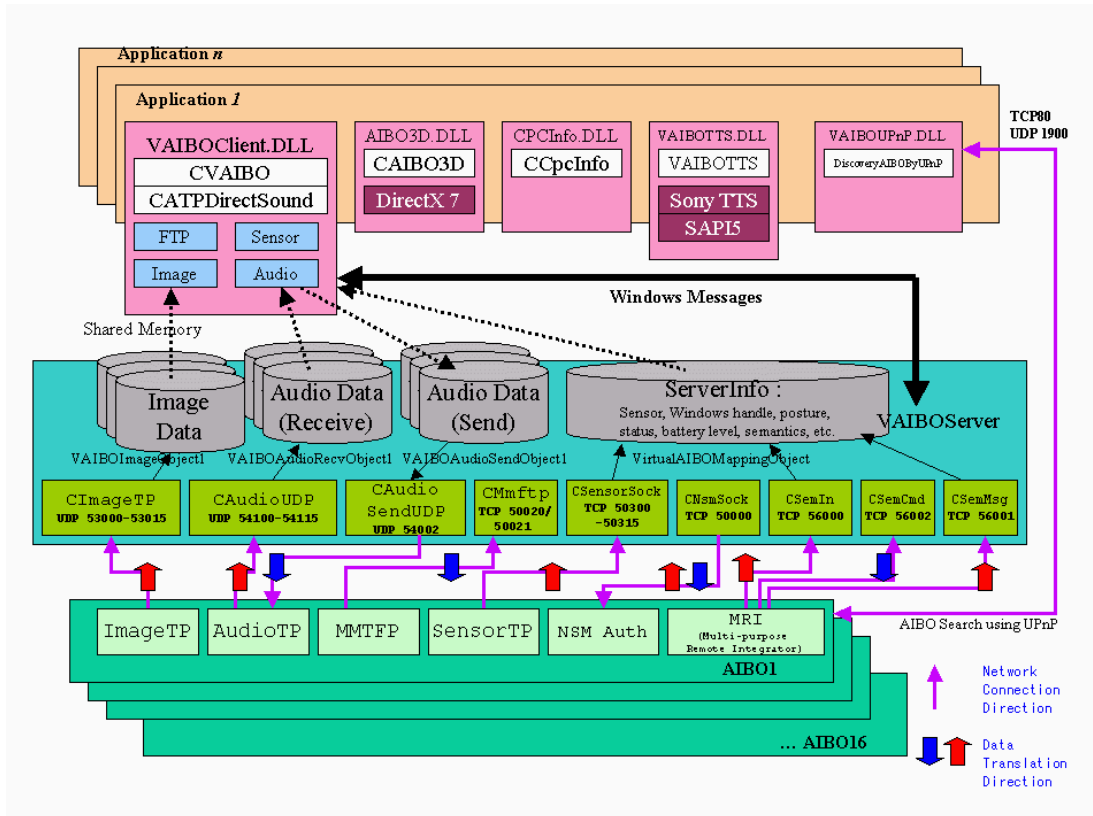 Application n
Application 1
TCP80
UDP 1900
VAIBOClient.DLL
CVAIBO
CATPDirectSound
FTP
Sensor
Image
Audio
AIBO3D.DLL
CAIBO3D
DirectX 7
CPCInfo.DLL
CCpcInfo
VAIBOTTS.DLL
VAIBOTTS
Sony TTS
SAPI5
VAIBOUPnP.DLL
DiscoveryAIBOByUPnP
Windows Messages
Shared Memory
Image
Data
Audio Data
(Receive)
Audio Data
(Send)
ServerInfo :
Sensor, Windows handle, posture,
status, battery level, semantics, etc.
VAIBOServer
VAIBOImageObject1
VAIBOAudioRecvObject1
VAIBOAudioSendObject1
VirtualAIBOMappingObject
CImageTP
UDP 53000-53015
CAudioUDP
UDP 54100-54115
CAudio
SendUDP
UDP 54002
CMmftp
TCP 50020/
50021
CSensorSock
TCP 50300
-50315
CNsmSock
TCP 50000
CSemIn
TCP 56000
CSemCmd
TCP 56002
CSemMsg
TCP 56001
ImageTP
AudioTP
MMTFP
SensorTP
NSM Auth
MRI
(Multi-purpose
Remote Integrator)
AIBO1
... AIBO16
AIBO Search using UPnP
Network
Connection
Direction
Data
Translation
Direction